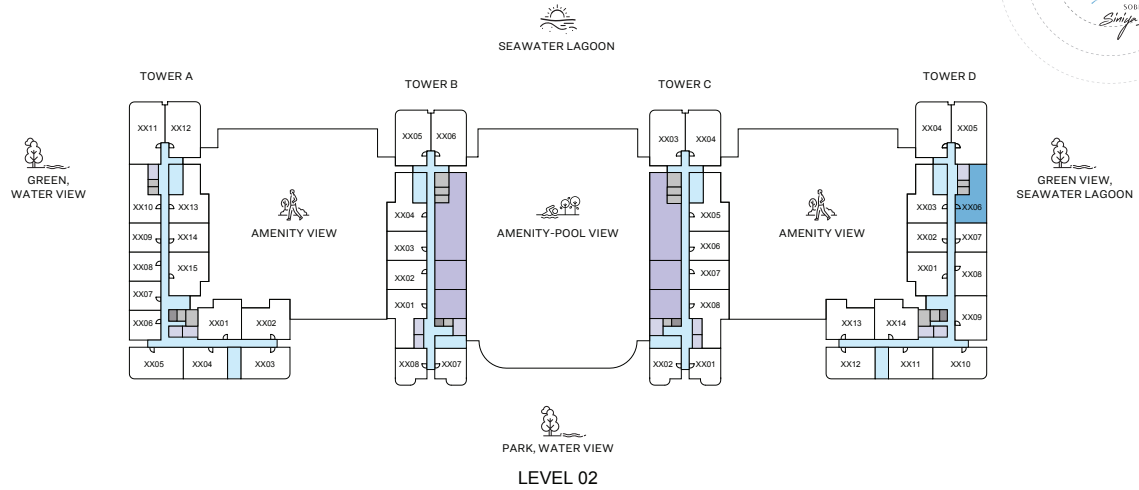 SOB
Siniya
SEAWATER LAGOON
TOWER A
TOWER B
TOWER C
TOWER D
XX11 XX12
XX05 XX06
XX03 XX04
XX04 XX05
GREEN,
WATER VIEW
GREEN VIEW,
SEAWATER LAGOON
XX10 XX13
XX04
XX05
XX03 XX06
AMENITY VIEW
AMENITY-POOL VIEW
AMENITY VIEW
XX09 XX14
XX03
XX06
XX02 XX07
XX08 XX15
XX02
XX07
XX01 XX08
XX07
XX01
XX08
XX06 XX01 XX02
XX13 XX14 XX09
XX05 XX04 XX03
XX08 XX07
XX02 XX01
XX12 XX11 XX10
PARK, WATER VIEW
LEVEL 02